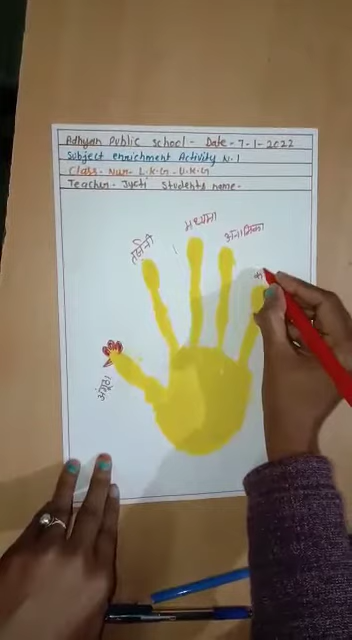 Adhyan Public school - Date - 7-1-2022
Subject enrichment Activity N.1
Class - Nur - L.K.G - U.K.G
Teacher - Jyoti Students name -
तर्जनी
मध्यमा
अनामिका
अंगूठा